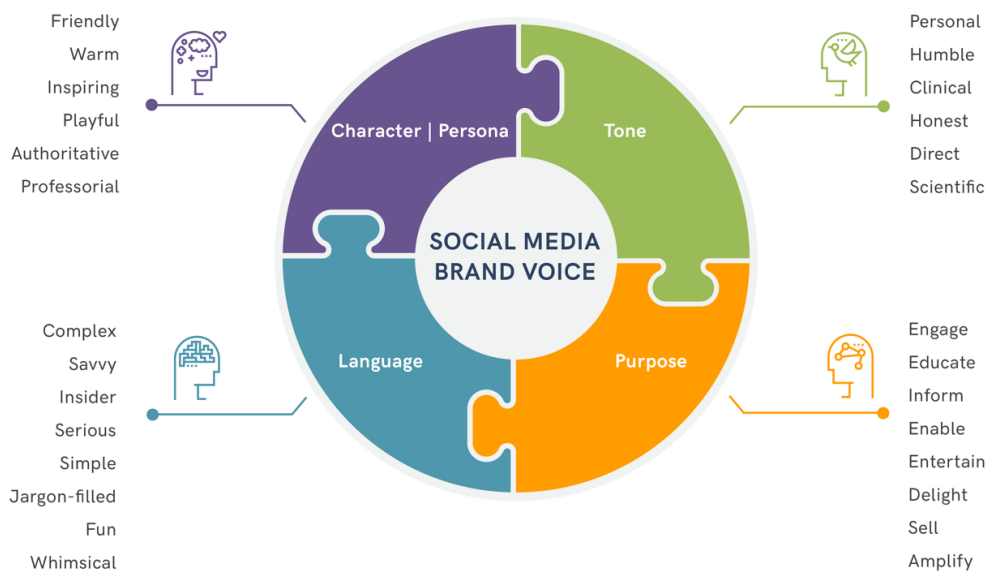 Friendly
Warm
Inspiring
Playful
Authoritative
Professorial
Character | Persona
Tone
Personal
Humble
Clinical
Honest
Direct
Scientific
SOCIAL MEDIA
BRAND VOICE
Complex
Savvy
Insider
Serious
Simple
Jargon-filled
Fun
Whimsical
Language
Purpose
Engage
Educate
Inform
Enable
Entertain
Delight
Sell
Amplify